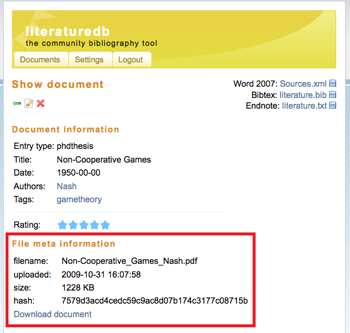 literaturedb
the community bibliography tool
Documents Settings Logout
Show document
Word 2007: Sources.xml
Bibtex: literature.bib
Endnote: literature.txt
Document information
Entry type: phdthesis
Title: Non-Cooperative Games
Date: 1950-00-00
Authors: Nash
Tags: gametheory
Rating:
File meta information
filename: Non-Cooperative_Games_Nash.pdf
uploaded: 2009-10-31 16:07:58
size: 1228 KB
hash: 7579d3acd4cedc59c9ac8d07b174c3177c08715b
Download document